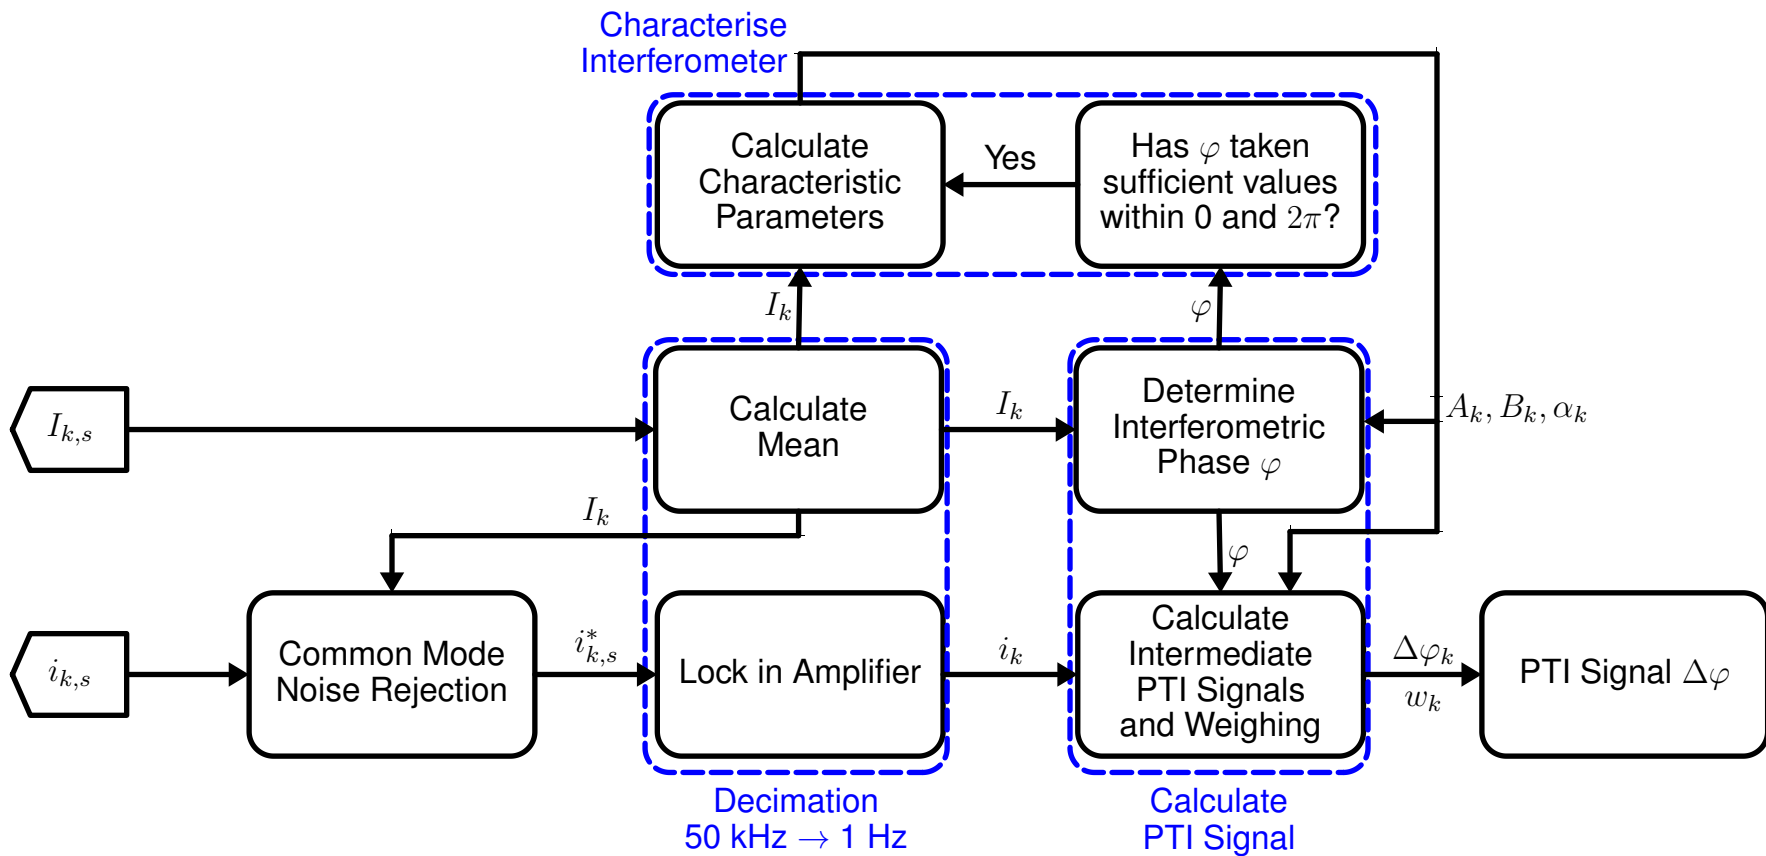 Characterise
Interferometer
Calculate
Characteristic
Parameters
Yes
Has φ taken
sufficient values
within 0 and 2π?
I_k
φ
I_{k,s}
Calculate
Mean
I_k
Determine
Interferometric
Phase φ
A_k, B_k, α_k
I_k
φ
i_{k,s}
Common Mode
Noise Rejection
i^*_{k,s}
Lock in Amplifier
i_k
Calculate
Intermediate
PTI Signals
and Weighing
Δφ_k
w_k
PTI Signal Δφ
Decimation
50 kHz → 1 Hz
Calculate
PTI Signal